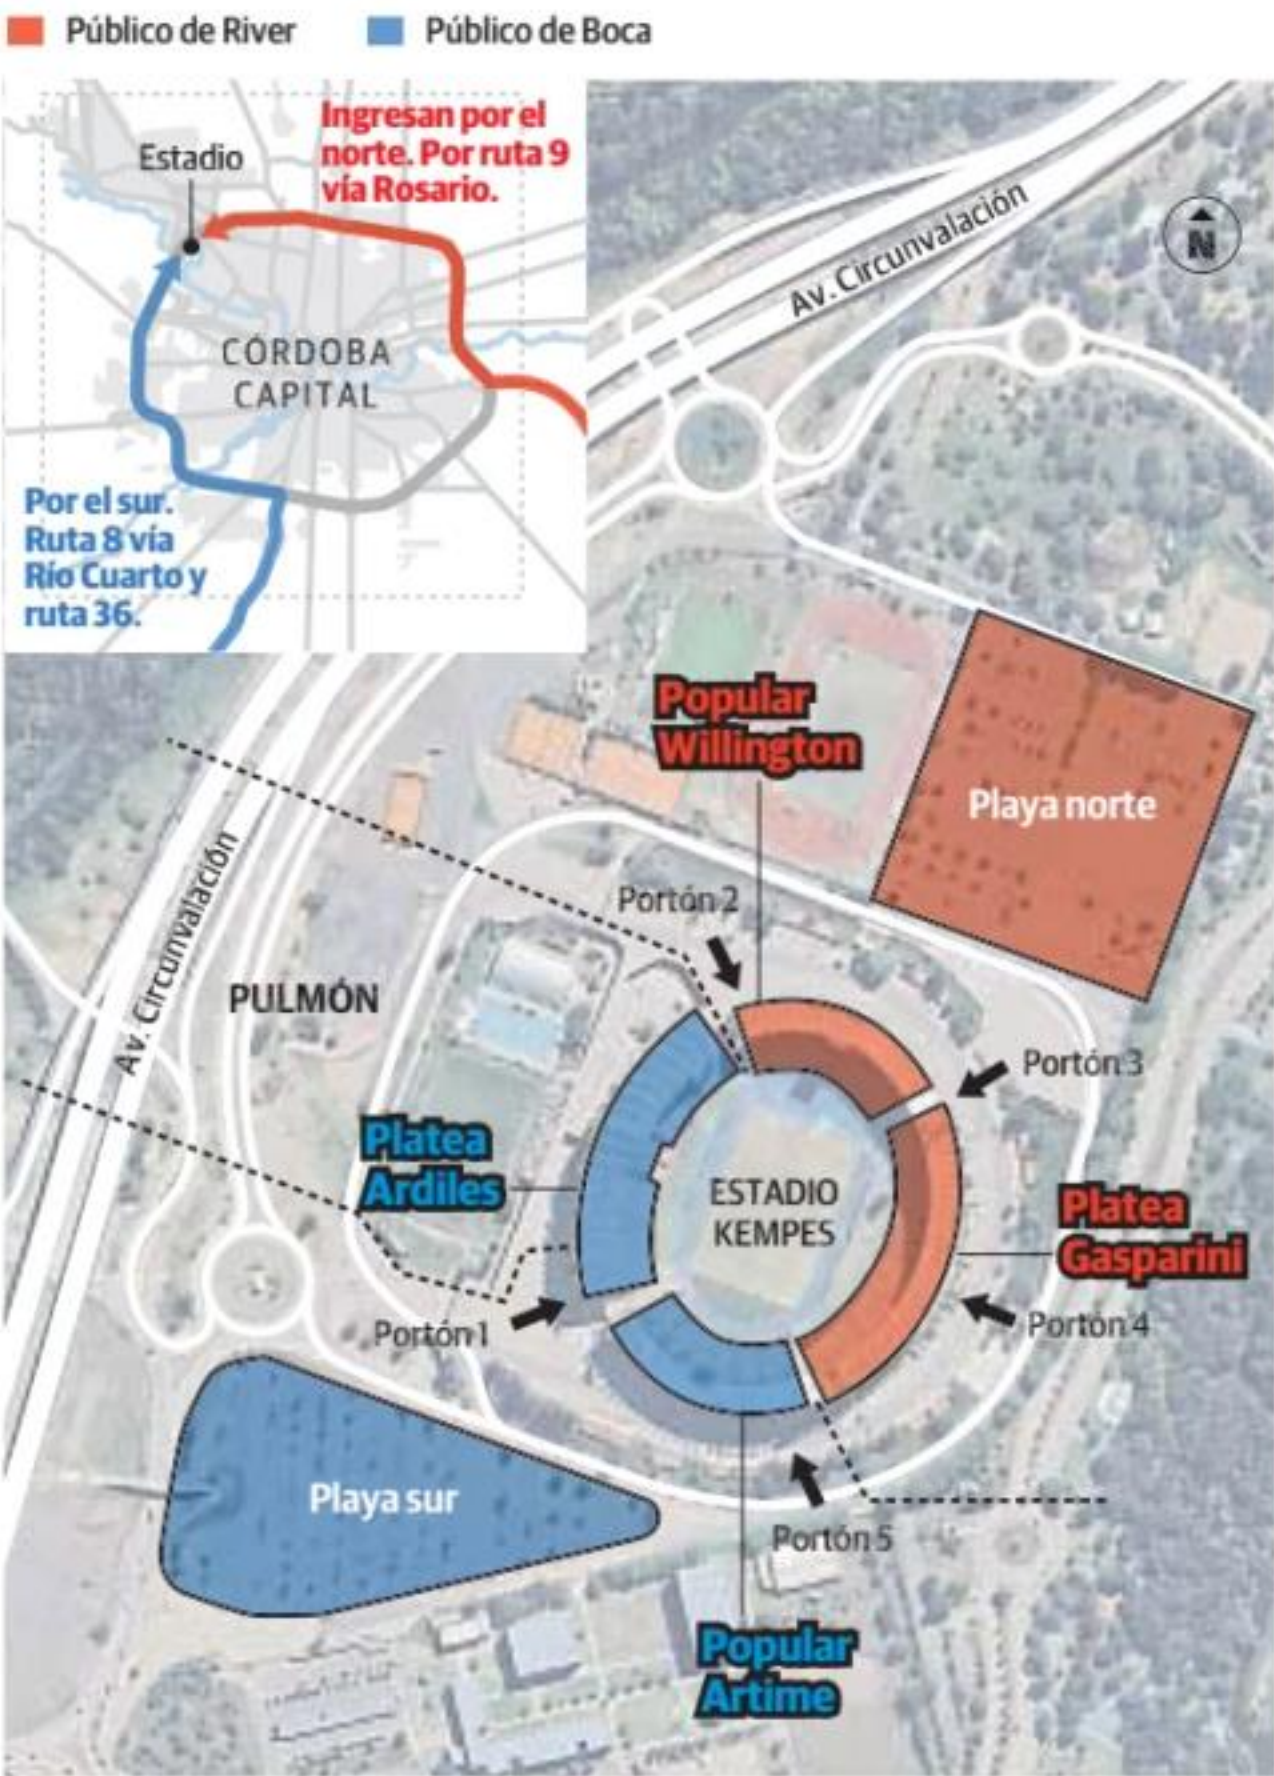 Público de River
Público de Boca
Ingresan por el
norte. Por ruta 9
vía Rosario.
Estadio
CÓRDOBA
CAPITAL
Por el sur.
Ruta 8 vía
Río Cuarto y
ruta 36.
Av. Circunvalación
N
Popular
Willington
Playa norte
Portón 2
Av. Circunvalación
PULMÓN
Portón 3
Platea
Ardiles
ESTADIO
KEMPES
Platea
Gasparini
Portón 1
Portón 4
Playa sur
Portón 5
Popular
Artime